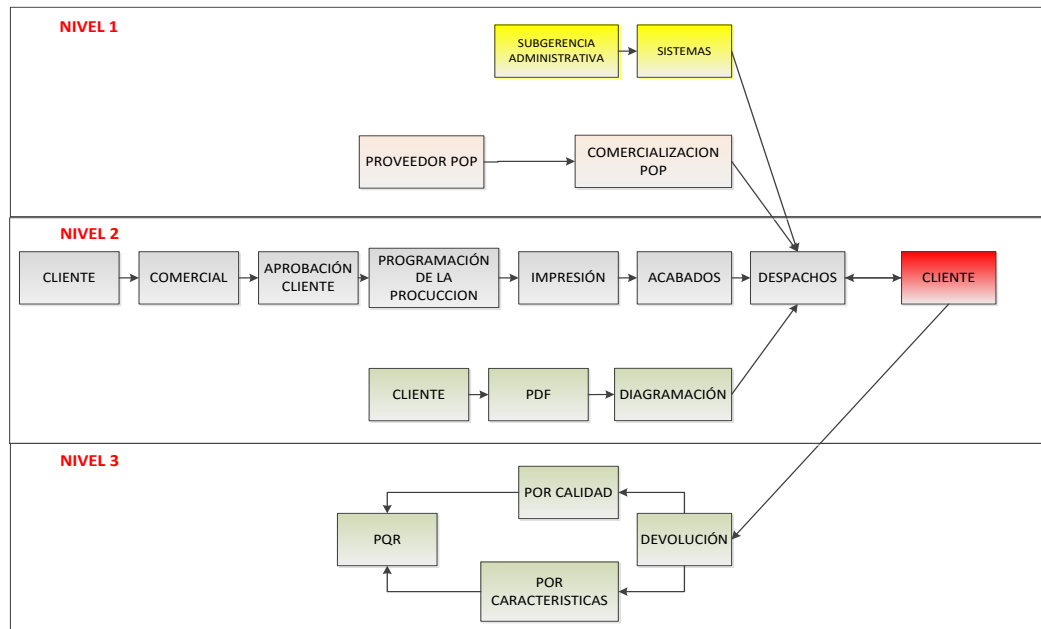 NIVEL 1
SUBGERENCIA
ADMINISTRATIVA
SISTEMAS
PROVEEDOR POP
COMERCIALIZACION
POP
NIVEL 2
CLIENTE
COMERCIAL
APROBACIÓN
CLIENTE
PROGRAMACIÓN
DE LA
PROCUCCION
IMPRESIÓN
ACABADOS
DESPACHOS
CLIENTE
CLIENTE
PDF
DIAGRAMACIÓN
NIVEL 3
POR CALIDAD
PQR
DEVOLUCIÓN
POR
CARACTERISTICAS